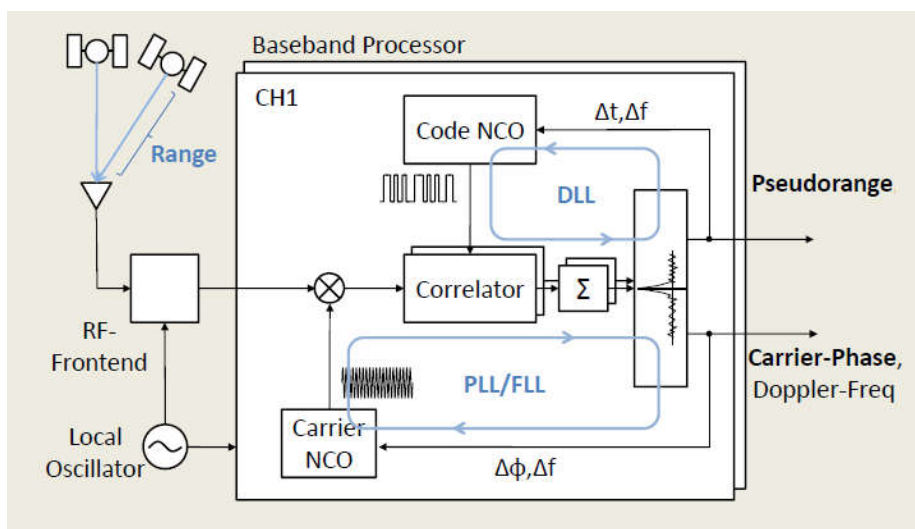 Baseband Processor
CH1
Range
Code NCO
Δt,Δf
DLL
Pseudorange
Correlator
Σ
RF-
Frontend
PLL/FLL
Carrier-Phase,
Doppler-Freq
Local
Oscillator
Carrier
NCO
Δϕ,Δf